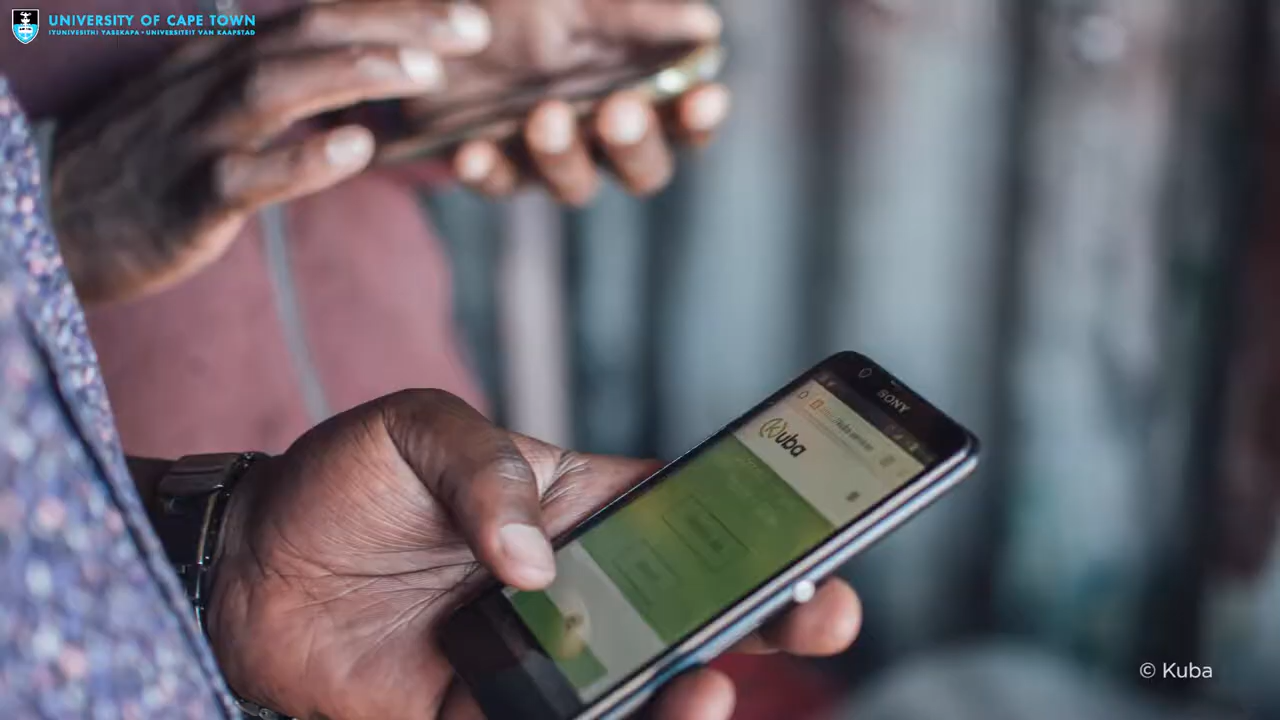 UNIVERSITY OF CAPE TOWN
IYUNIVESITHI YASEKAPA • UNIVERSITEIT VAN KAAPSTAD
SONY
kuba
© Kuba